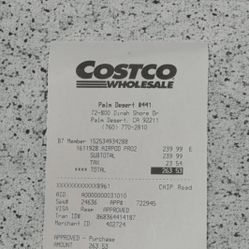 COSTCO
WHOLESALE
Palm Desert #441
72-800 Dinah Shore Dr
Palm Desert, CA 92211
(760) 770-2810
B7 Member 152534934288
1611928 AIRPOD PRO2 239.99 E
SUBTOTAL 239.99
TAX 23.54
**** TOTAL 263.53
XXXXXXXXXXXX8961 CHIP Read
AID: A0000000031010
Seq# 24636 APP# 722945
VISA Resp: APPROVED
Tran ID#: 868364414187
Merchant ID: 402724
APPROVED - Purchase
AMOUNT 263.53